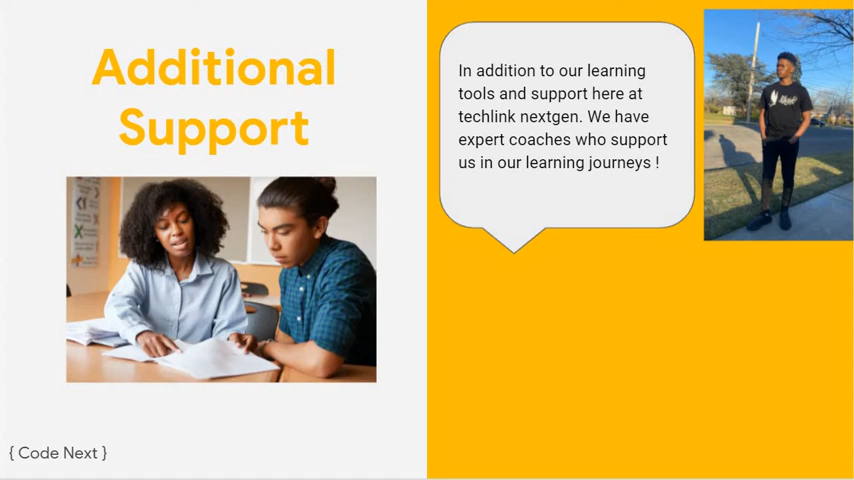 Additional
Support
In addition to our learning
tools and support here at
techlink nextgen. We have
expert coaches who support
us in our learning journeys !
{ Code Next }